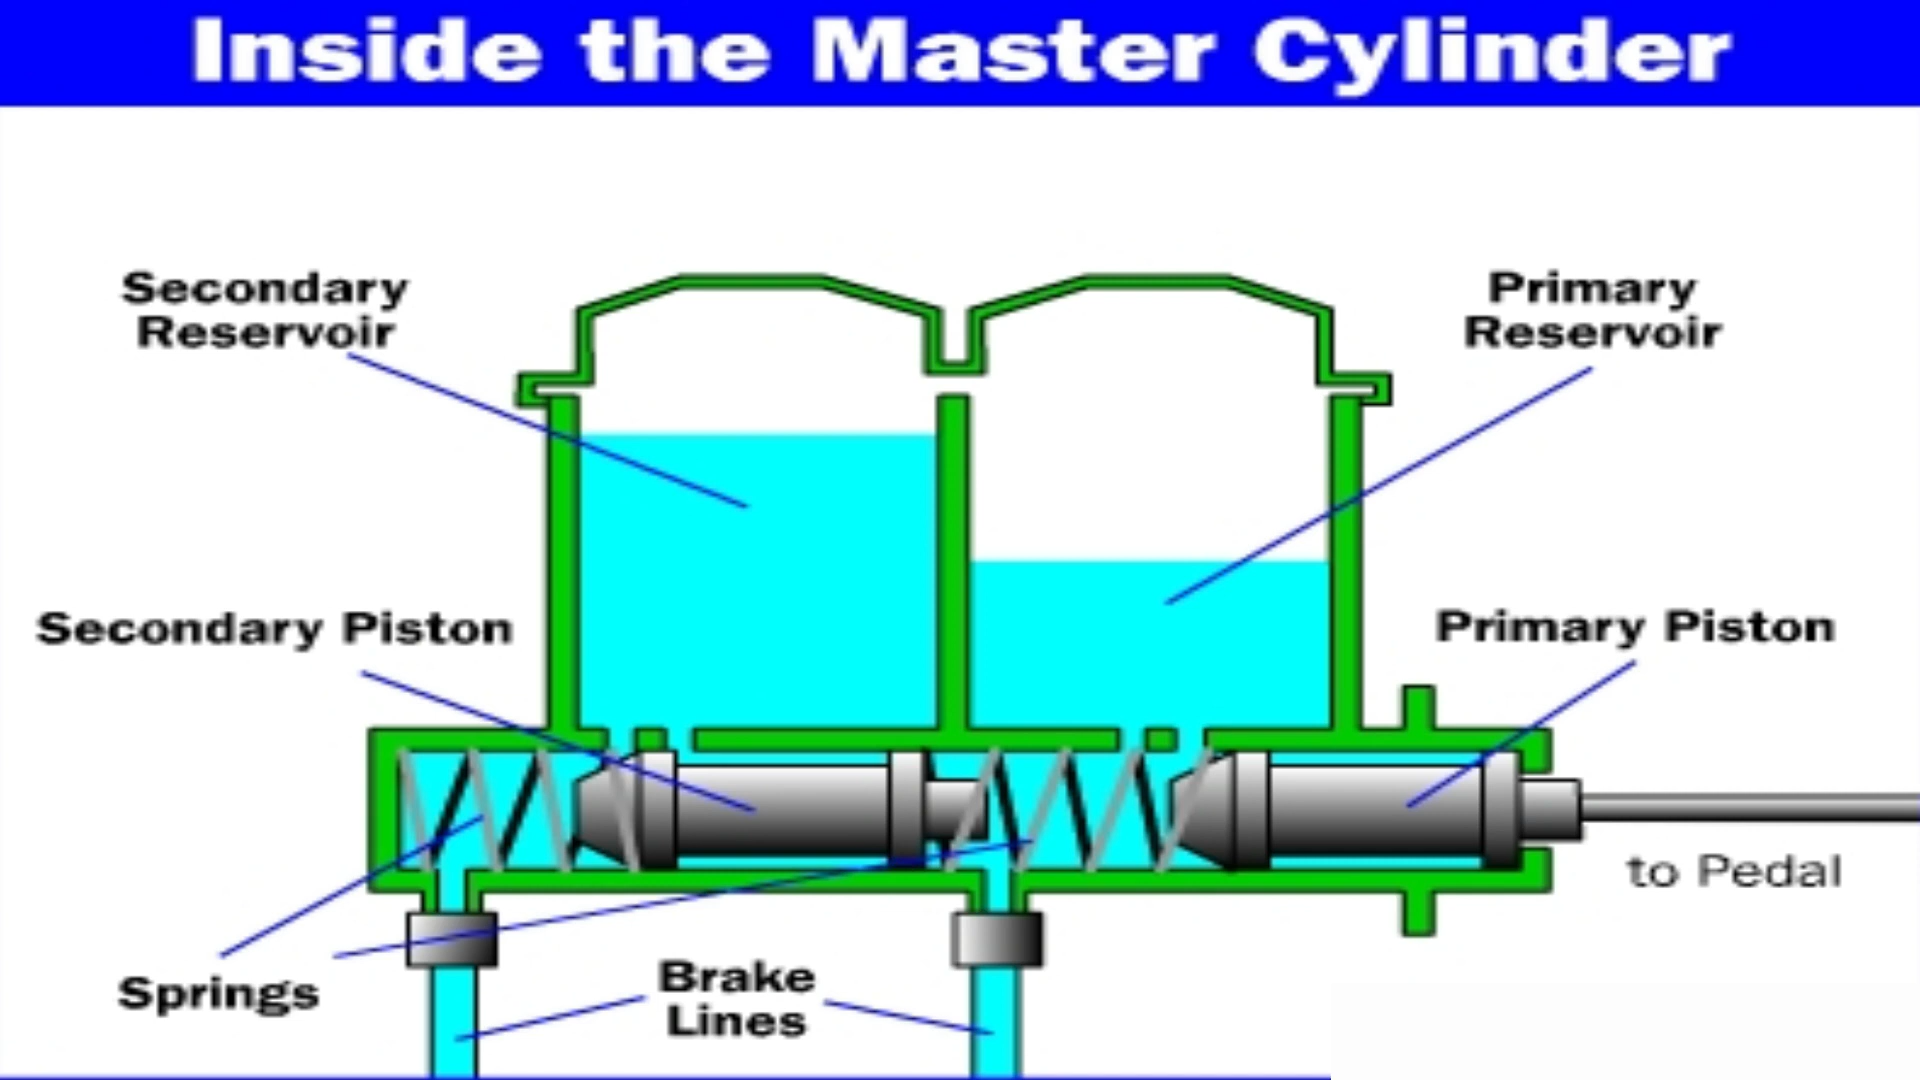 Inside the Master Cylinder
Secondary
Reservoir
Primary
Reservoir
Secondary Piston
Primary Piston
to Pedal
Springs
Brake
Lines